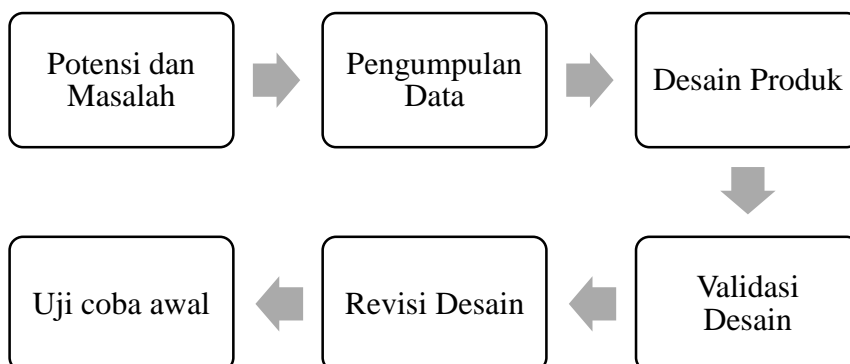 Potensi dan
Masalah
Pengumpulan
Data
Desain Produk
Validasi
Desain
Revisi Desain
Uji coba awal